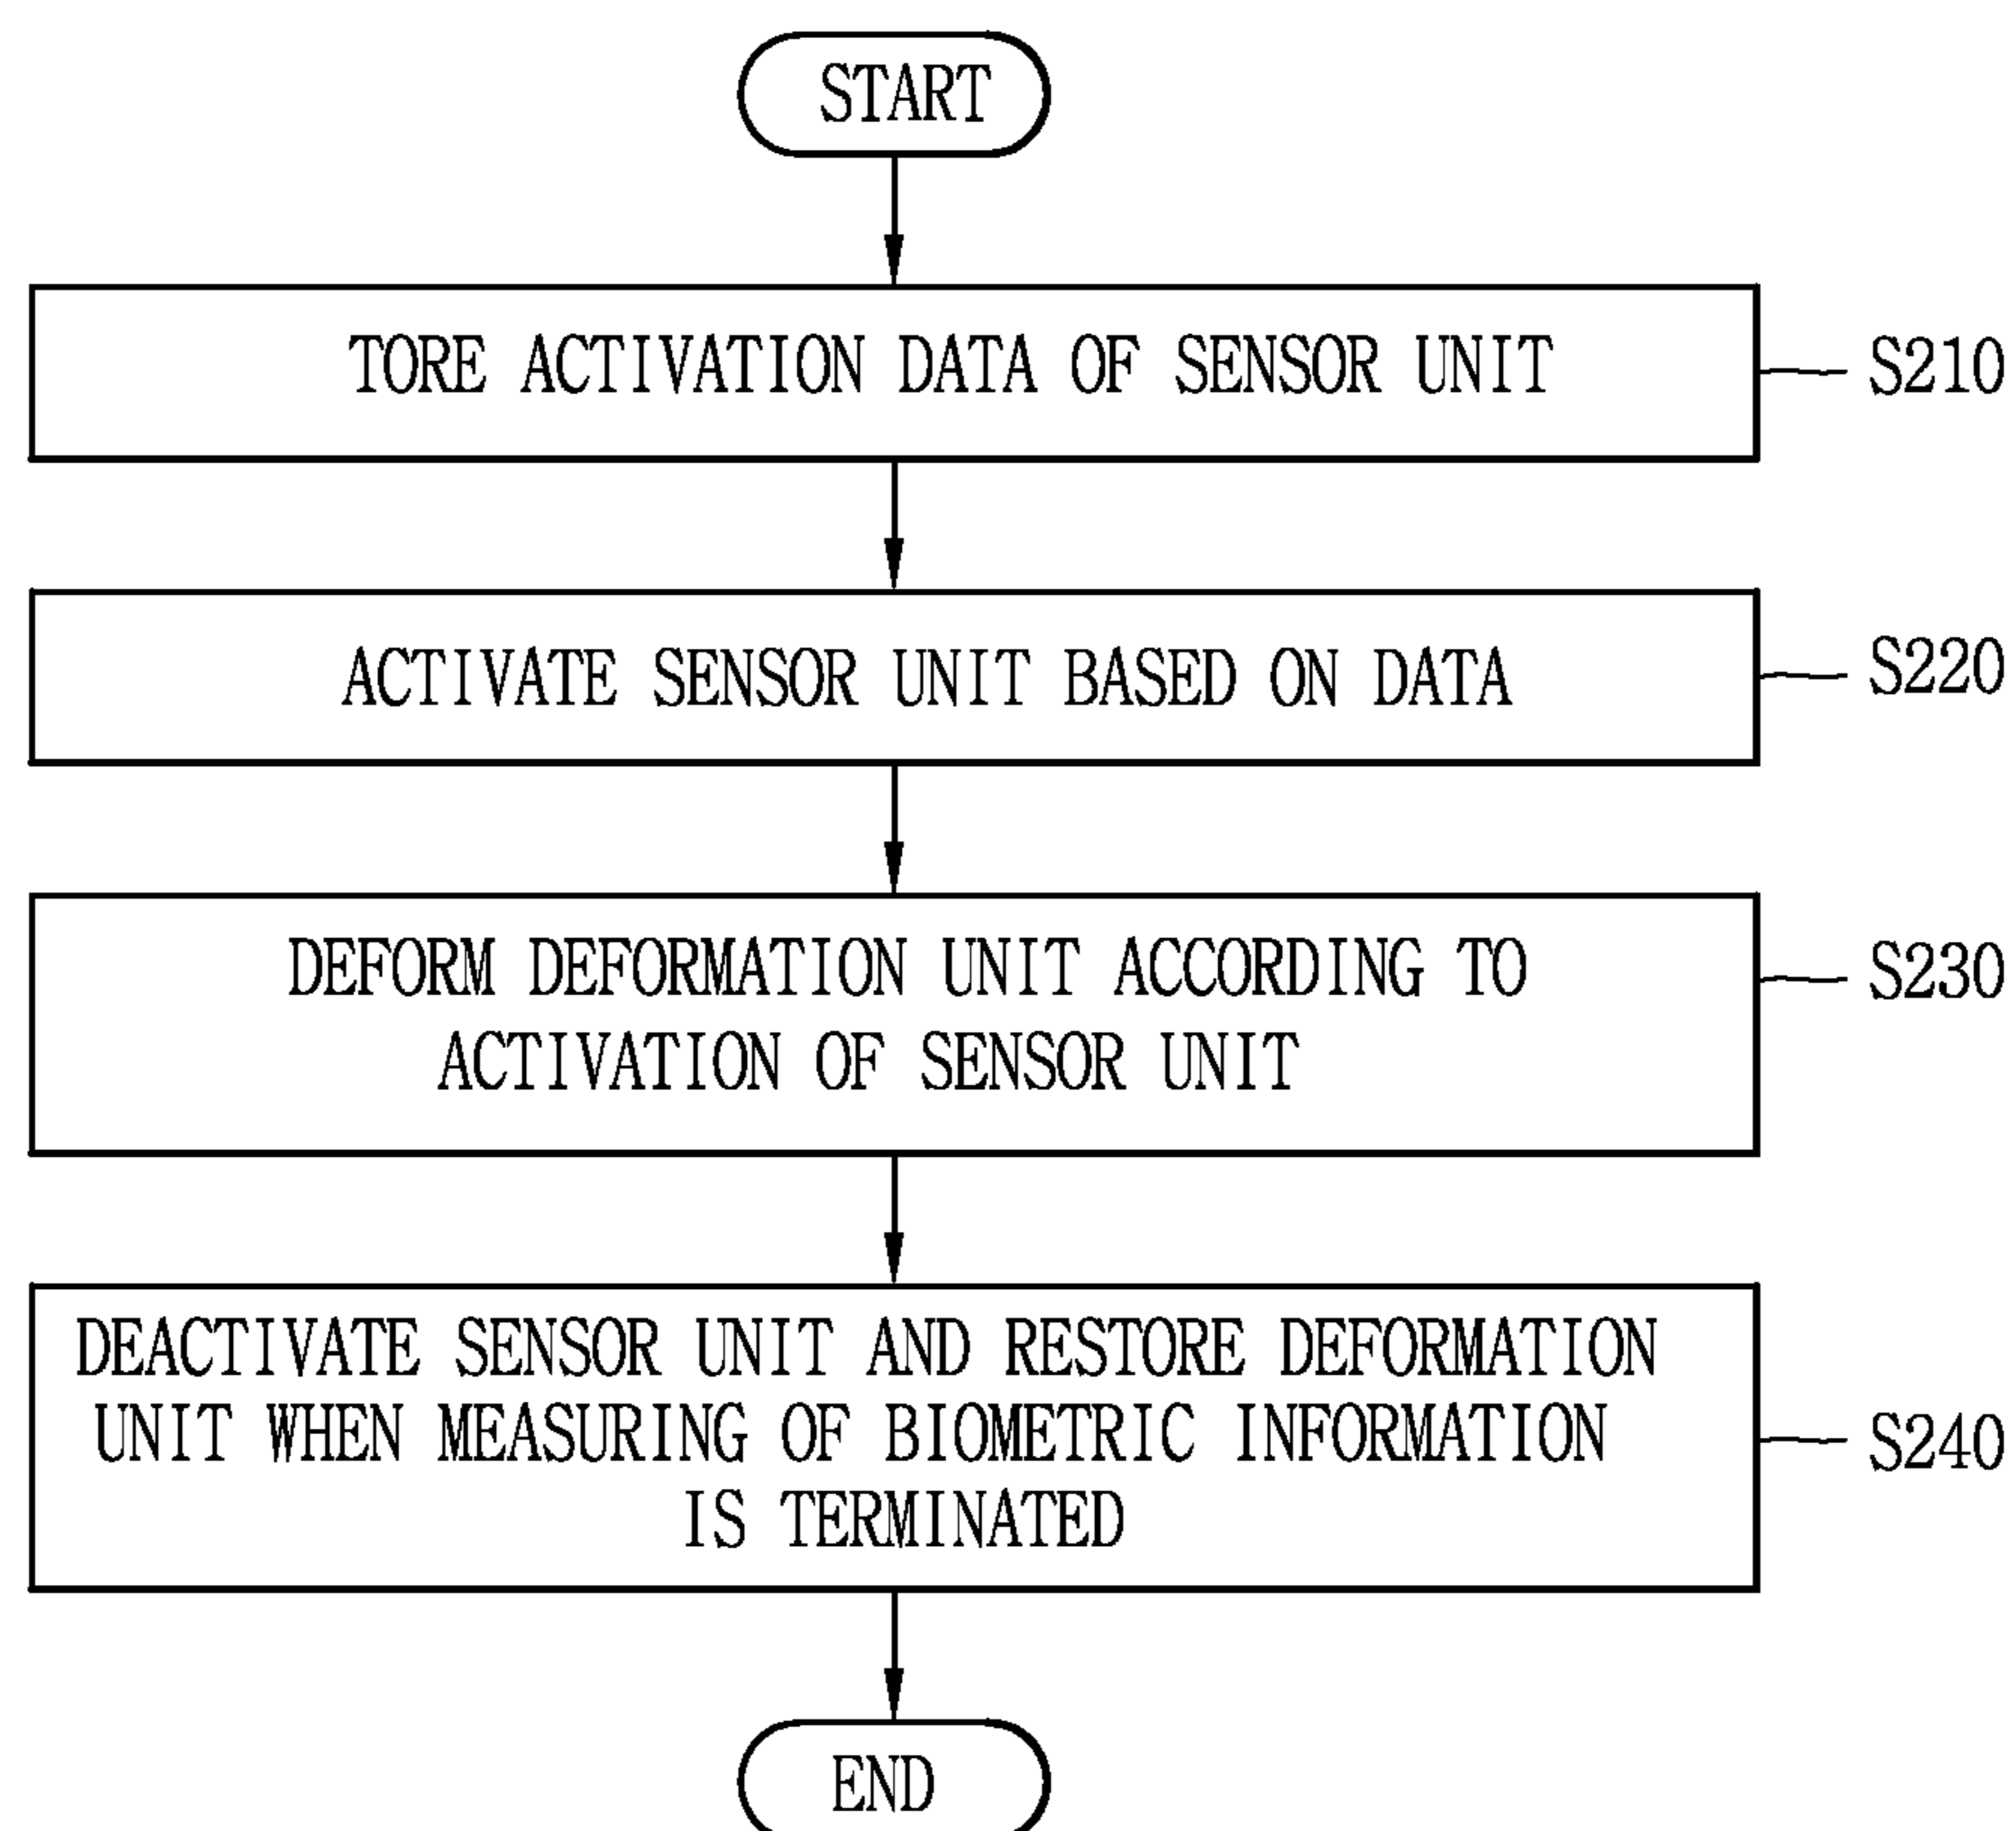 START
TORE ACTIVATION DATA OF SENSOR UNIT
S210
ACTIVATE SENSOR UNIT BASED ON DATA
S220
DEFORM DEFORMATION UNIT ACCORDING TO
ACTIVATION OF SENSOR UNIT
S230
DEACTIVATE SENSOR UNIT AND RESTORE DEFORMATION
UNIT WHEN MEASURING OF BIOMETRIC INFORMATION
IS TERMINATED
S240
END